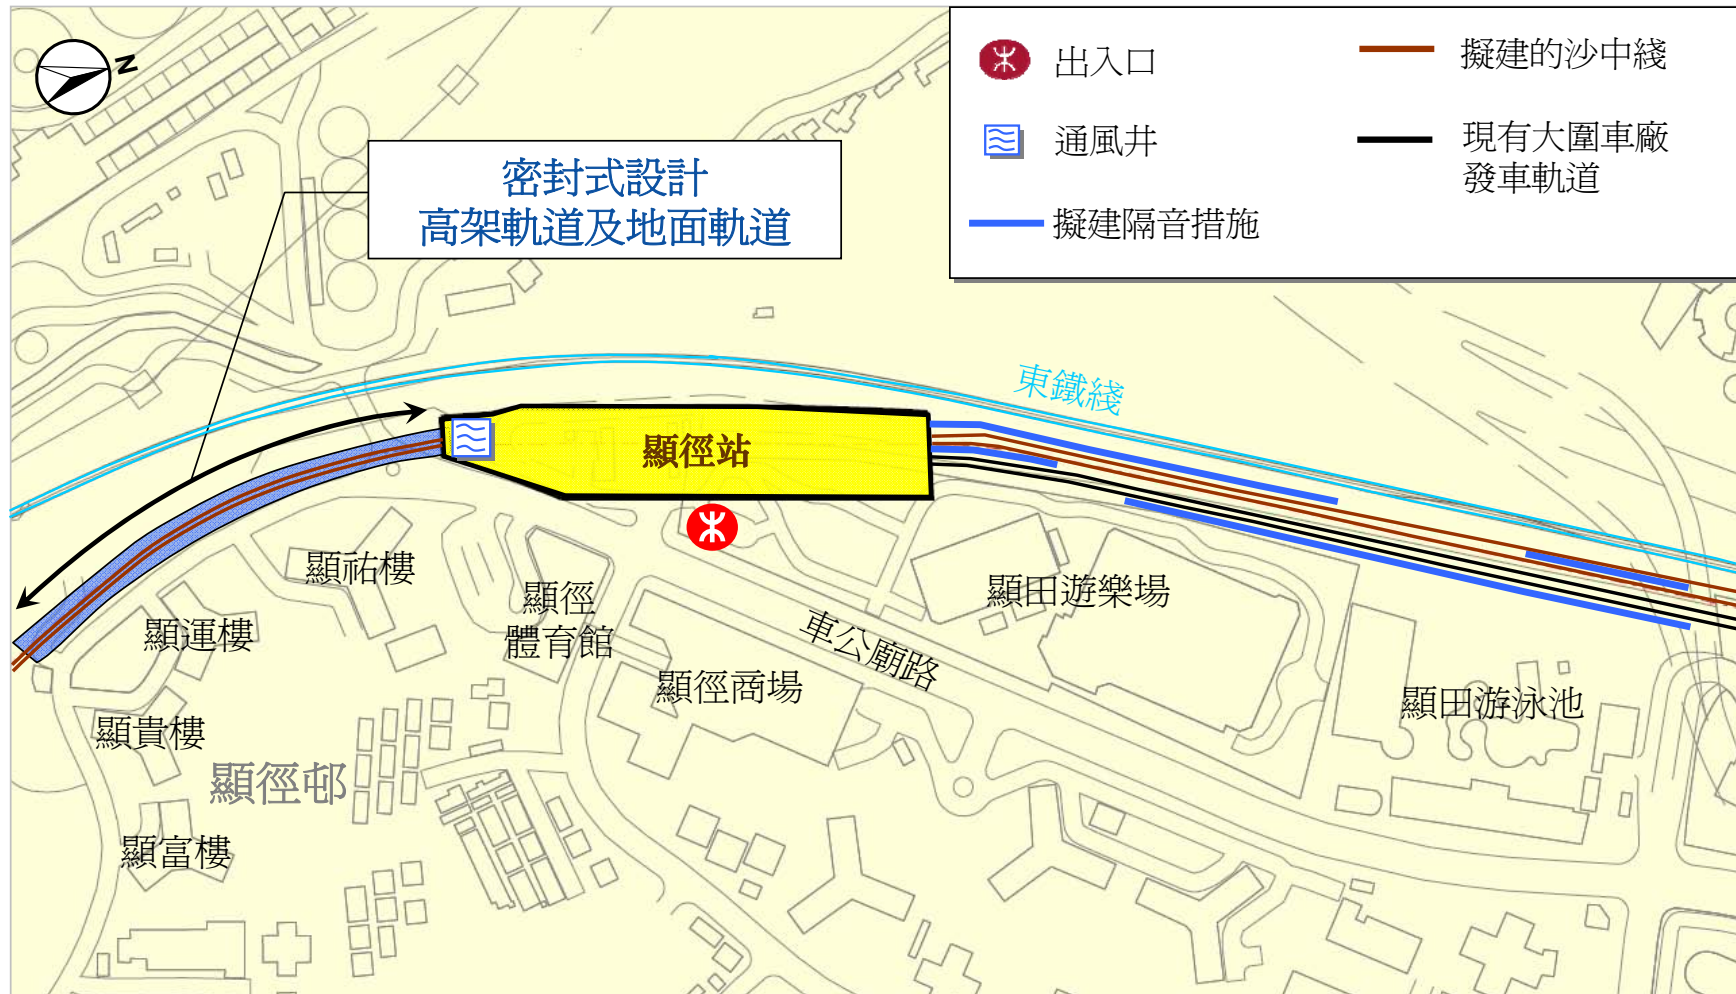 N
出入口
擬建的沙中綫
通風井
現有大圍車廠
發車軌道
擬建隔音措施
密封式設計
高架軌道及地面軌道
東鐵綫
顯徑站
顯祐樓
顯徑
體育館
顯運樓
顯田遊樂場
車公廟路
顯徑商場
顯田游泳池
顯貴樓
顯徑邨
顯富樓